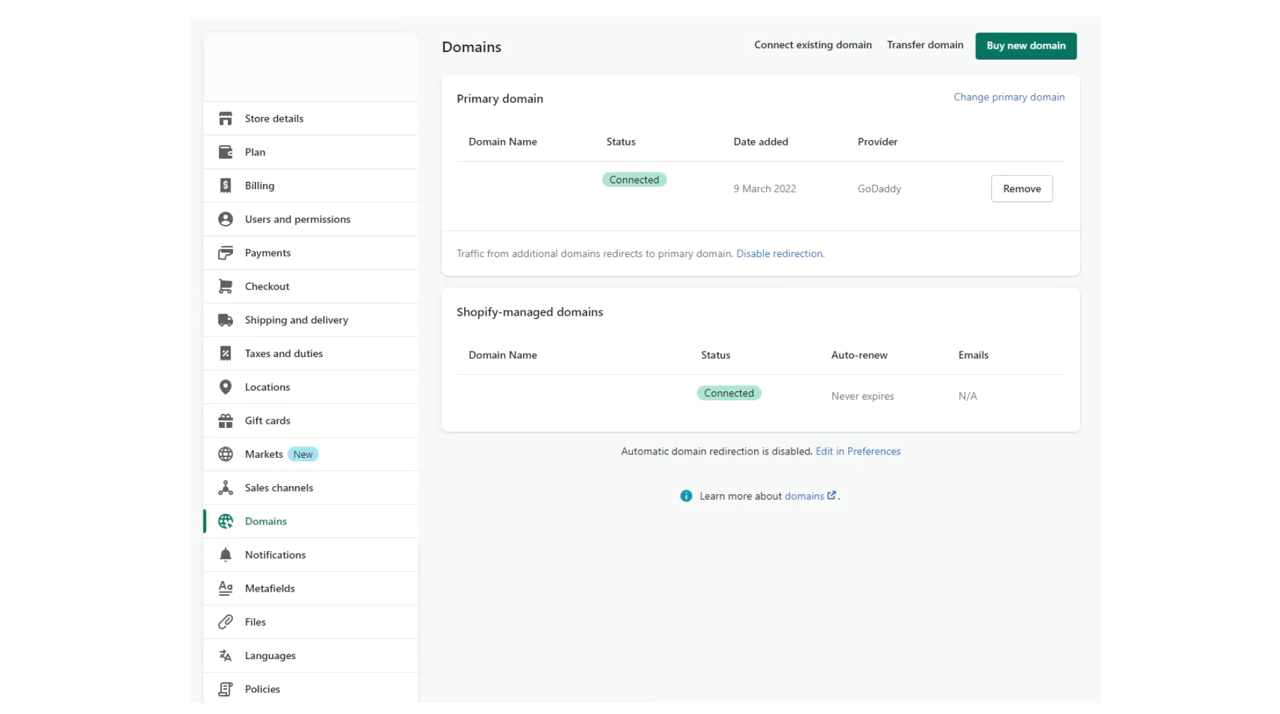 Domains
Connect existing domain
Transfer domain
Buy new domain
Store details
Plan
Billing
Users and permissions
Payments
Checkout
Shipping and delivery
Taxes and duties
Locations
Gift cards
Markets New
Sales channels
Domains
Notifications
Metafields
Files
Languages
Policies
Primary domain
Change primary domain
Domain Name Status Date added Provider
Connected 9 March 2022 GoDaddy Remove
Traffic from additional domains redirects to primary domain. Disable redirection.
Shopify-managed domains
Domain Name Status Auto-renew Emails
Connected Never expires N/A
Automatic domain redirection is disabled. Edit in Preferences
Learn more about domains .